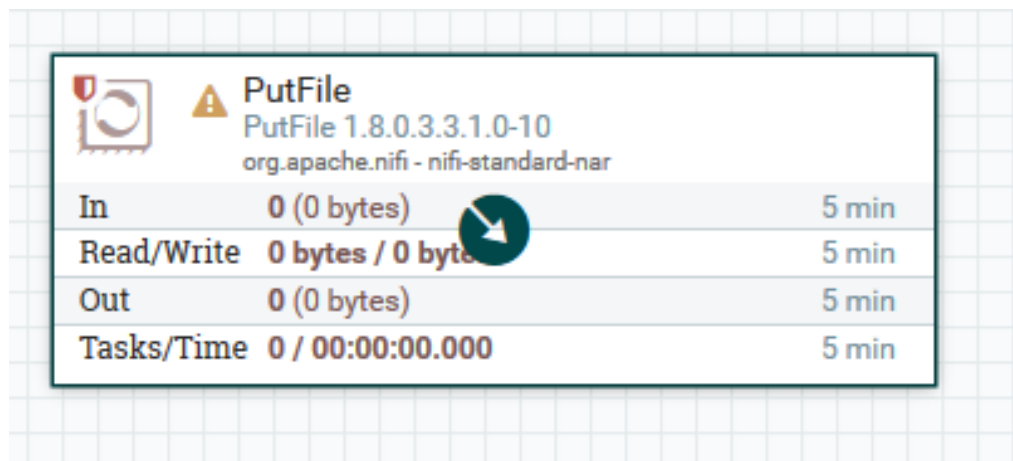 PutFile
PutFile 1.8.0.3.3.1.0-10
org.apache.nifi - nifi-standard-nar
In 0 (0 bytes) 5 min
Read/Write 0 bytes / 0 byte 5 min
Out 0 (0 bytes) 5 min
Tasks/Time 0 / 00:00:00.000 5 min